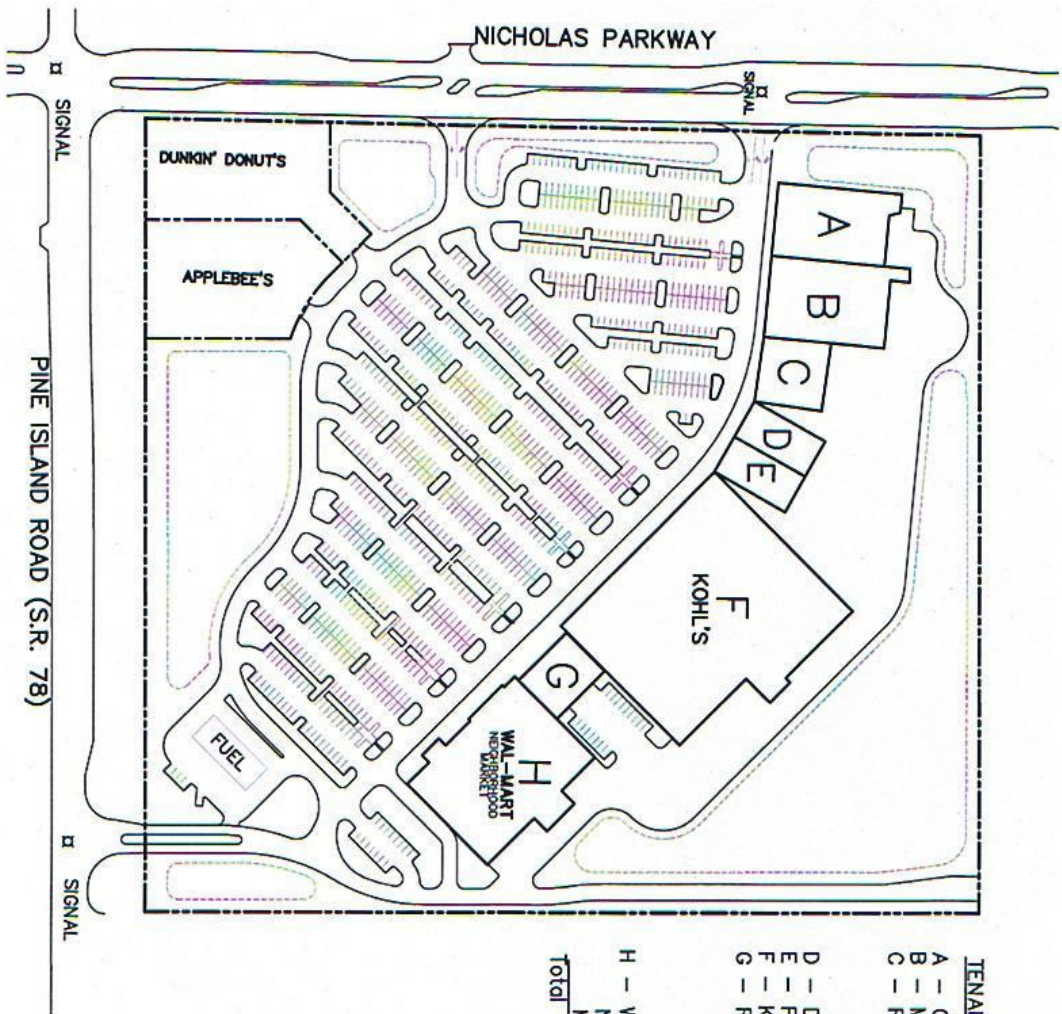 NICHOLAS PARKWAY
SIGNAL
SIGNAL
DUNKIN' DONUT'S
APPLEBEE'S
A
B
C
D
E
F
KOHL'S
G
H
WAL-MART
NEIGHBORHOOD
MARKET
FUEL
PINE ISLAND ROAD (S.R. 78)
SIGNAL
TENA
A -
B - M
C -
D -
E -
F - K
G -
H -
Total